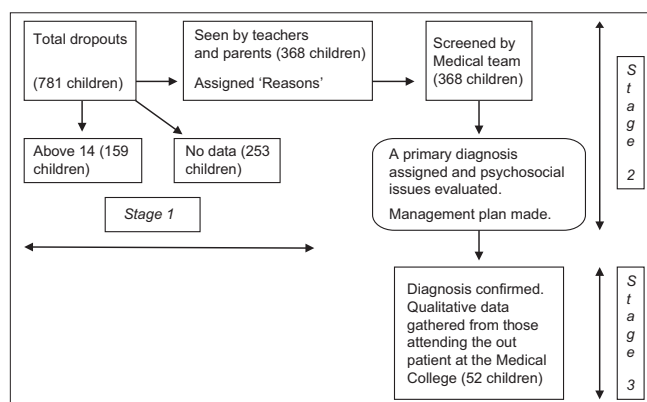 Total dropouts
(781 children)
Seen by teachers
and parents (368 children)
Assigned ‘Reasons’
Screened by
Medical team
(368 children)
Above 14 (159
children)
No data (253
children)
Stage 1
A primary diagnosis
assigned and psychosocial
issues evaluated.
Management plan made.
S
t
a
g
e
2
Diagnosis confirmed.
Qualitative data
gathered from those
attending the out
patient at the Medical
College (52 children)
S
t
a
g
e
3